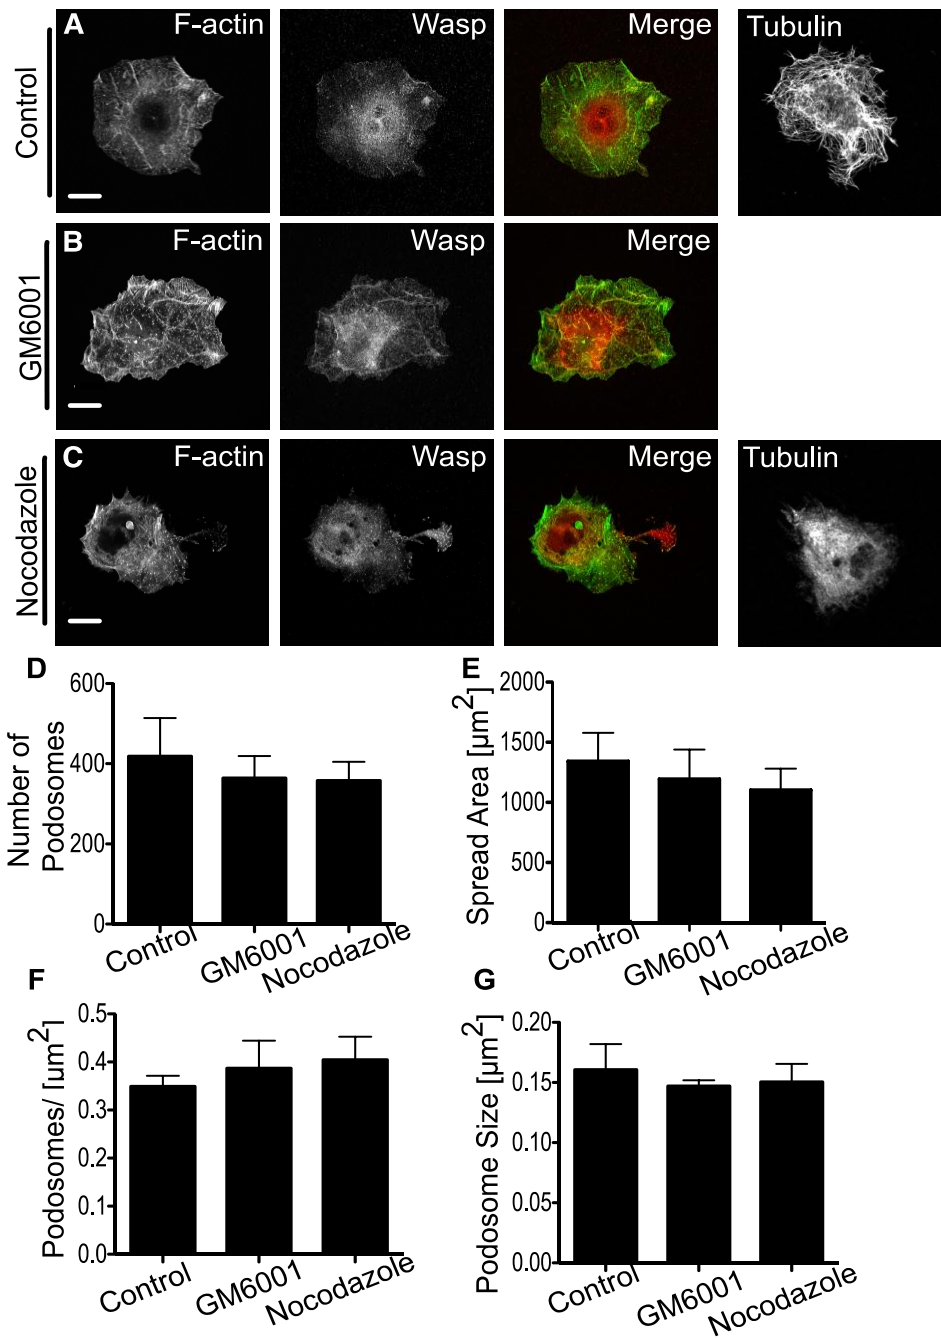 A F-actin Wasp Merge Tubulin
Control
B F-actin Wasp Merge
GM6001
C F-actin Wasp Merge Tubulin
Nocodazole
D
Number of
Podosomes
600
400
200
0
Control GM6001 Nocodazole
E
Spread Area [µm²]
2000
1500
1000
500
0
Control GM6001 Nocodazole
F
Podosomes/ [µm²]
0.5
0.4
0.3
0.2
0.1
0.0
Control GM6001 Nocodazole
G
Podosome Size [µm²]
0.20
0.15
0.10
0.05
0.00
Control GM6001 Nocodazole